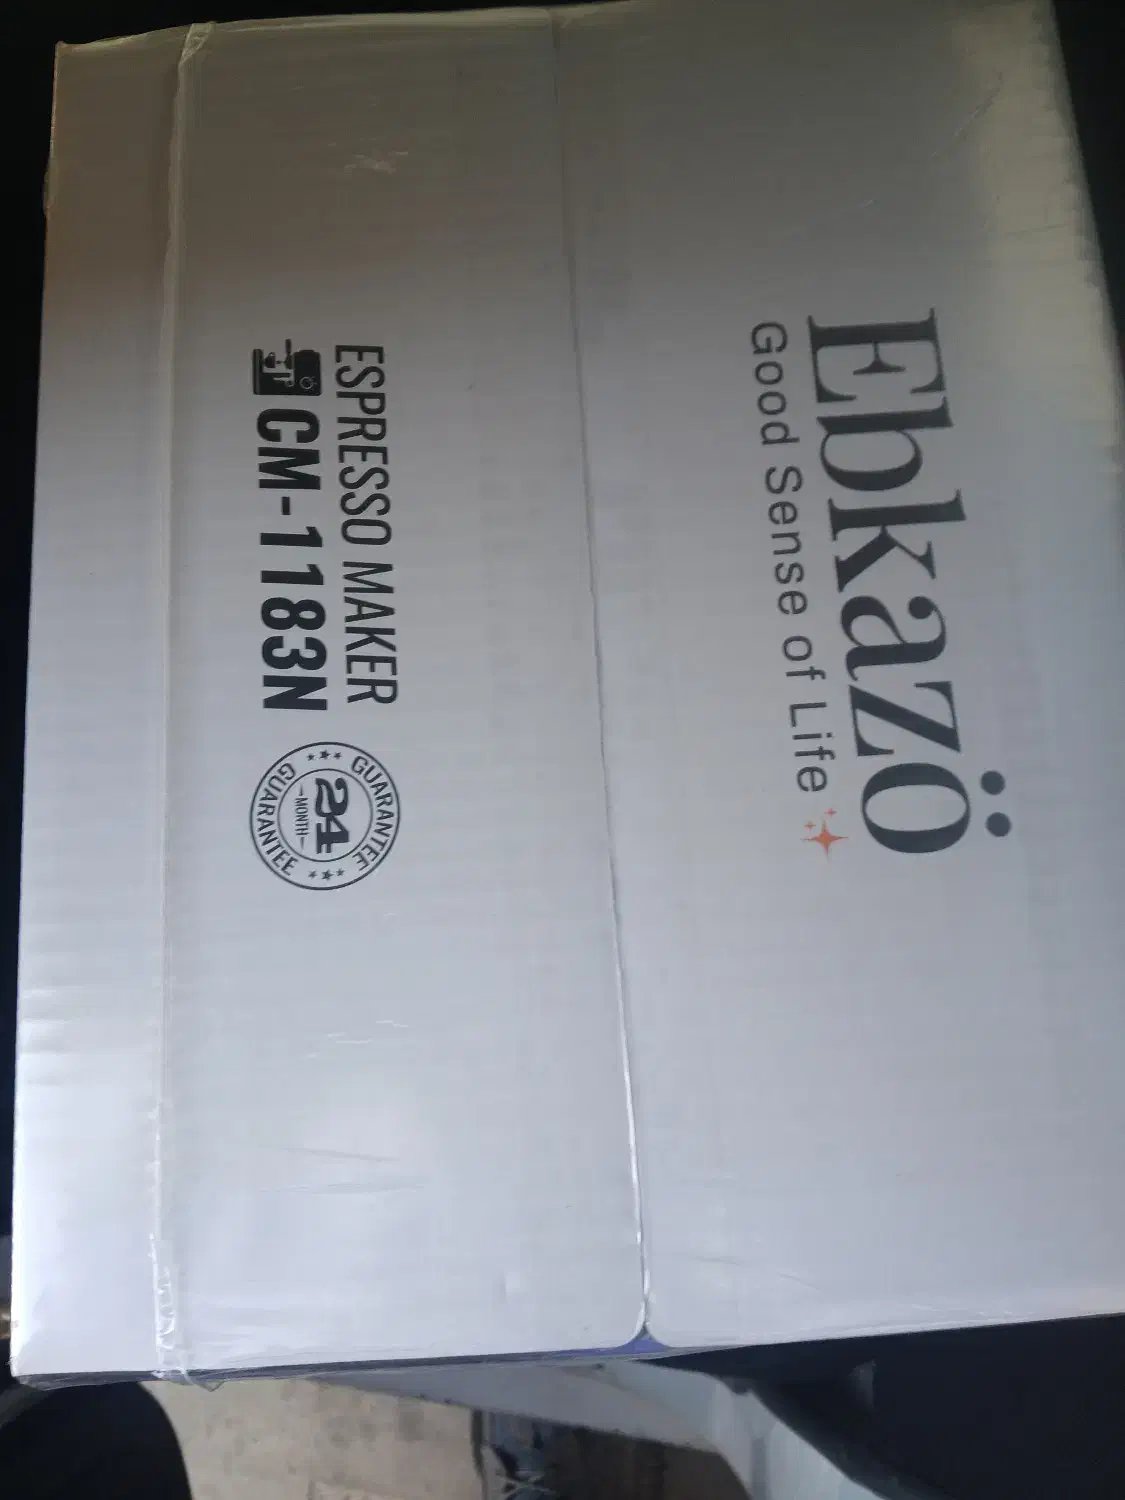 Ebkazö
Good Sense of Life
ESPRESSO MAKER
CM-1183N
GUARANTEE
24
MONTH
GUARANTEE